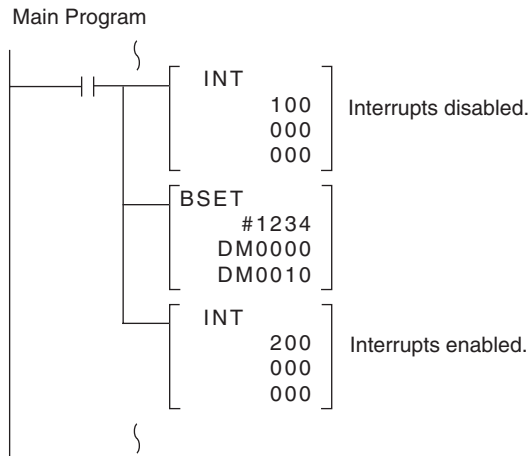 Main Program
INT
100
Interrupts disabled.
000
000
BSET
#1234
DM0000
DM0010
INT
200
Interrupts enabled.
000
000